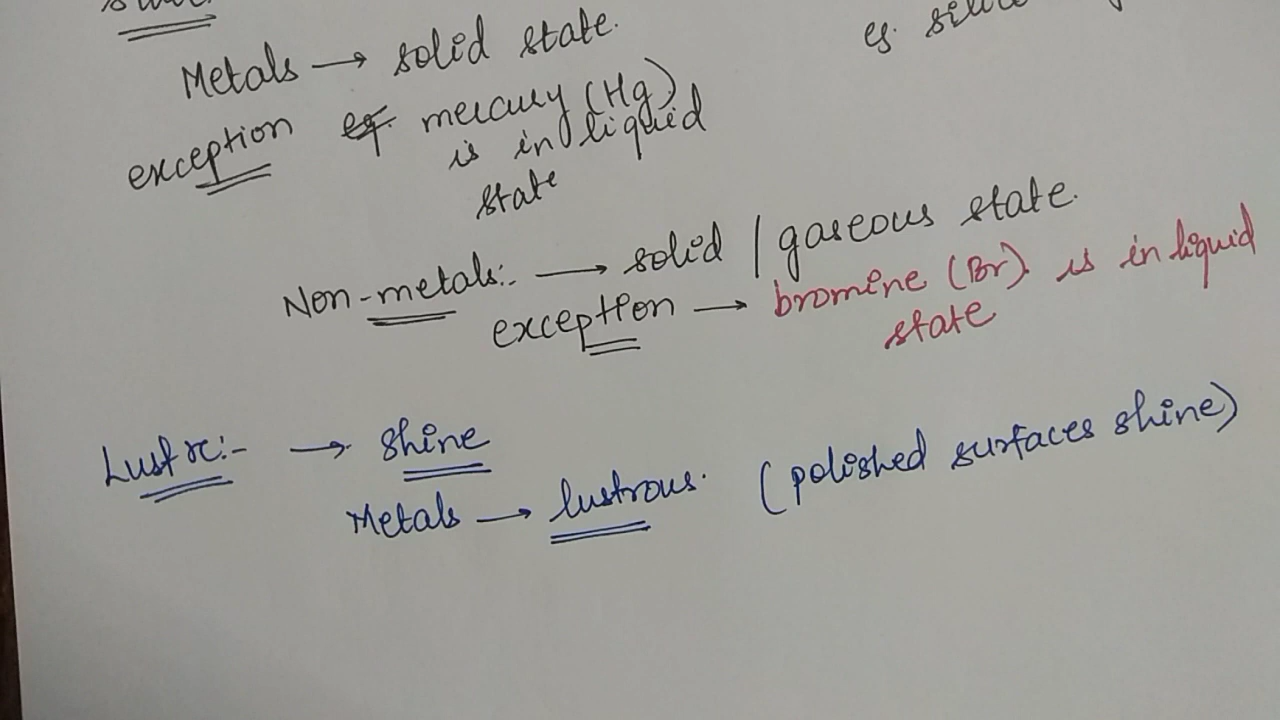 Metals → solid state.
eg.
exception mercury (Hg)
is in liquid
state
Non-metals:- → solid / gaseous state.
exception → bromine (Br) is in liquid
state
Lustre:- → shine
Metals → lustrous. (polished surfaces shine)